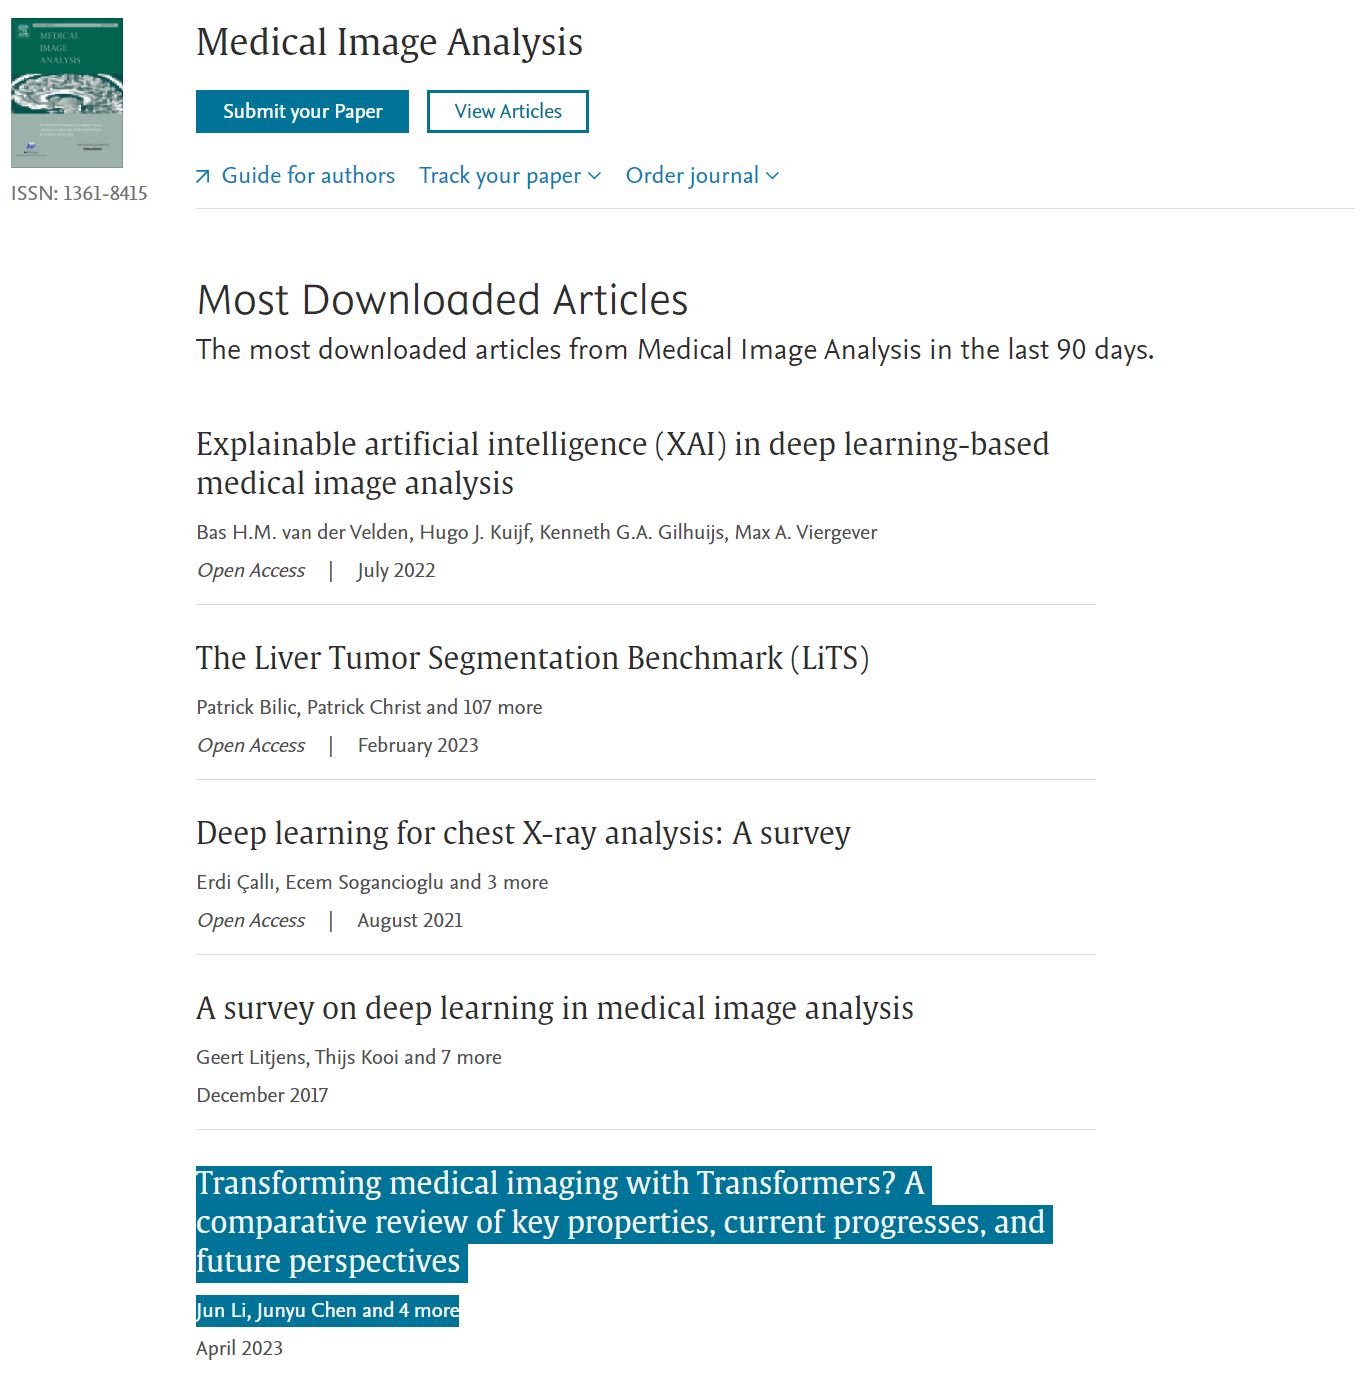 MEDICAL
IMAGE
ANALYSIS
ISSN: 1361-8415
Medical Image Analysis
Submit your Paper
View Articles
Guide for authors Track your paper Order journal
Most Downloaded Articles
The most downloaded articles from Medical Image Analysis in the last 90 days.
Explainable artificial intelligence (XAI) in deep learning-based
medical image analysis
Bas H.M. van der Velden, Hugo J. Kuijf, Kenneth G.A. Gilhuijs, Max A. Viergever
Open Access | July 2022
The Liver Tumor Segmentation Benchmark (LiTS)
Patrick Bilic, Patrick Christ and 107 more
Open Access | February 2023
Deep learning for chest X-ray analysis: A survey
Erdi Çallı, Ecem Sogancioglu and 3 more
Open Access | August 2021
A survey on deep learning in medical image analysis
Geert Litjens, Thijs Kooi and 7 more
December 2017
Transforming medical imaging with Transformers? A
comparative review of key properties, current progresses, and
future perspectives
Jun Li, Junyu Chen and 4 more
April 2023